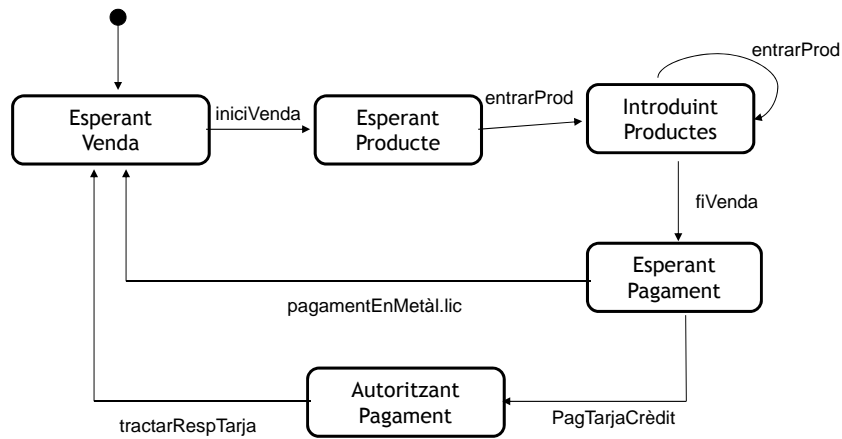 entrarProd
Esperant
Venda
iniciVenda
Esperant
Producte
entrarProd
Introduint
Productes
fiVenda
Esperant
Pagament
pagamentEnMetàl.lic
Autoritzant
Pagament
tractarRespTarja
PagTarjaCrèdit